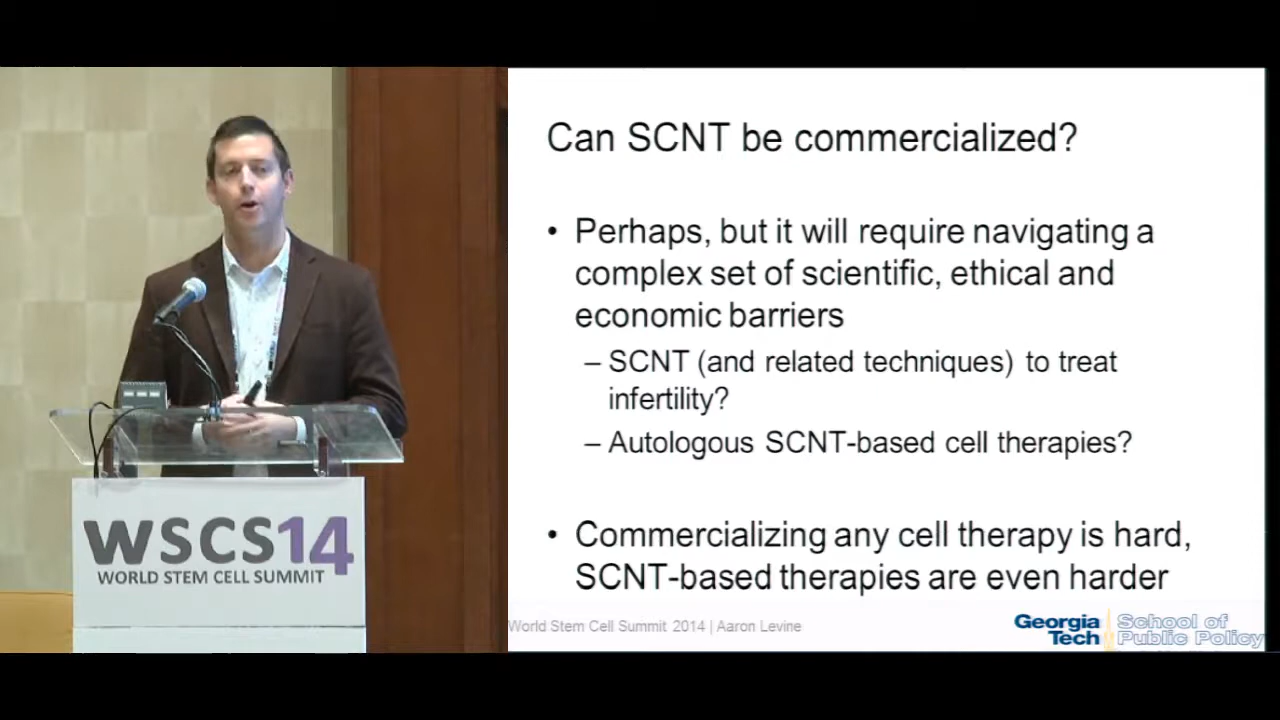 Can SCNT be commercialized?
• Perhaps, but it will require navigating a
complex set of scientific, ethical and
economic barriers
– SCNT (and related techniques) to treat
infertility?
– Autologous SCNT-based cell therapies?
• Commercializing any cell therapy is hard,
SCNT-based therapies are even harder
World Stem Cell Summit 2014 | Aaron Levine
Georgia
Tech
School of
Public Policy
WSCS14
WORLD STEM CELL SUMMIT